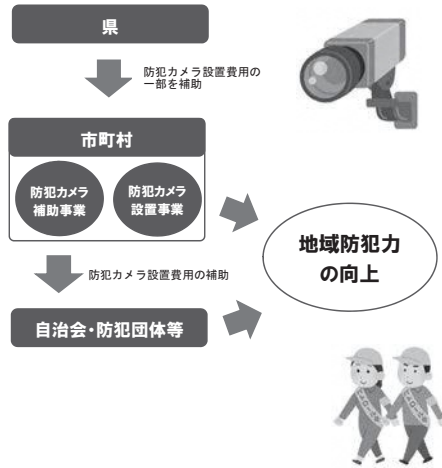 県
防犯カメラ設置費用の
一部を補助
市町村
防犯カメラ
補助事業
防犯カメラ
設置事業
地域防犯力
の向上
防犯カメラ設置費用の補助
自治会・防犯団体等